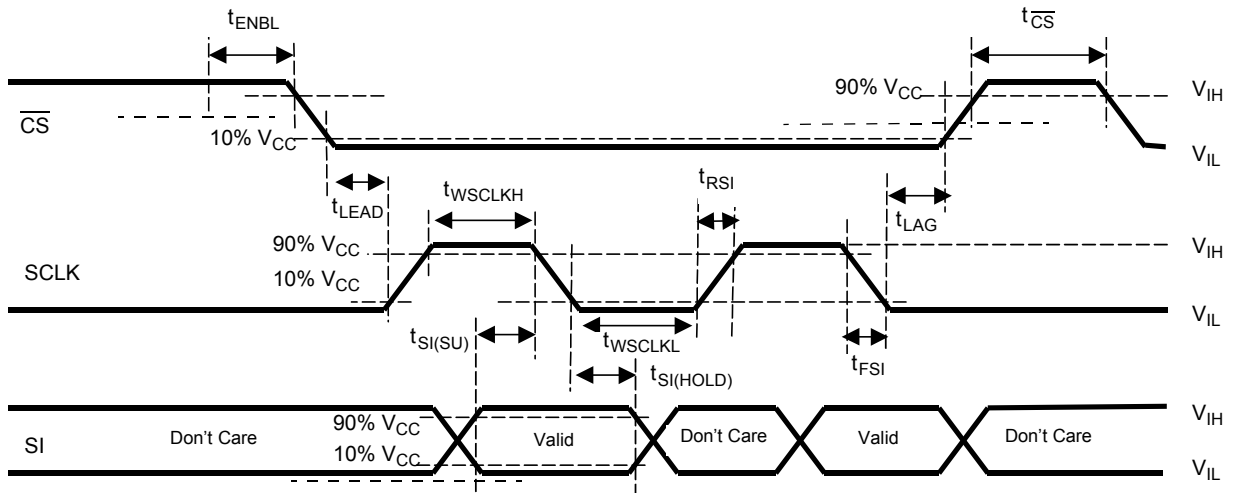 tENBL
tCS
90% VCC
VIH
CS
10% VCC
VIL
tLEAD
tWSCLKH
tRSI
tLAG
90% VCC
VIH
SCLK
10% VCC
VIL
tSI(SU)
tWSCLKL
tFSI
tSI(HOLD)
90% VCC
VIH
SI
Don't Care
Valid
Don't Care
Valid
Don't Care
10% VCC
VIL